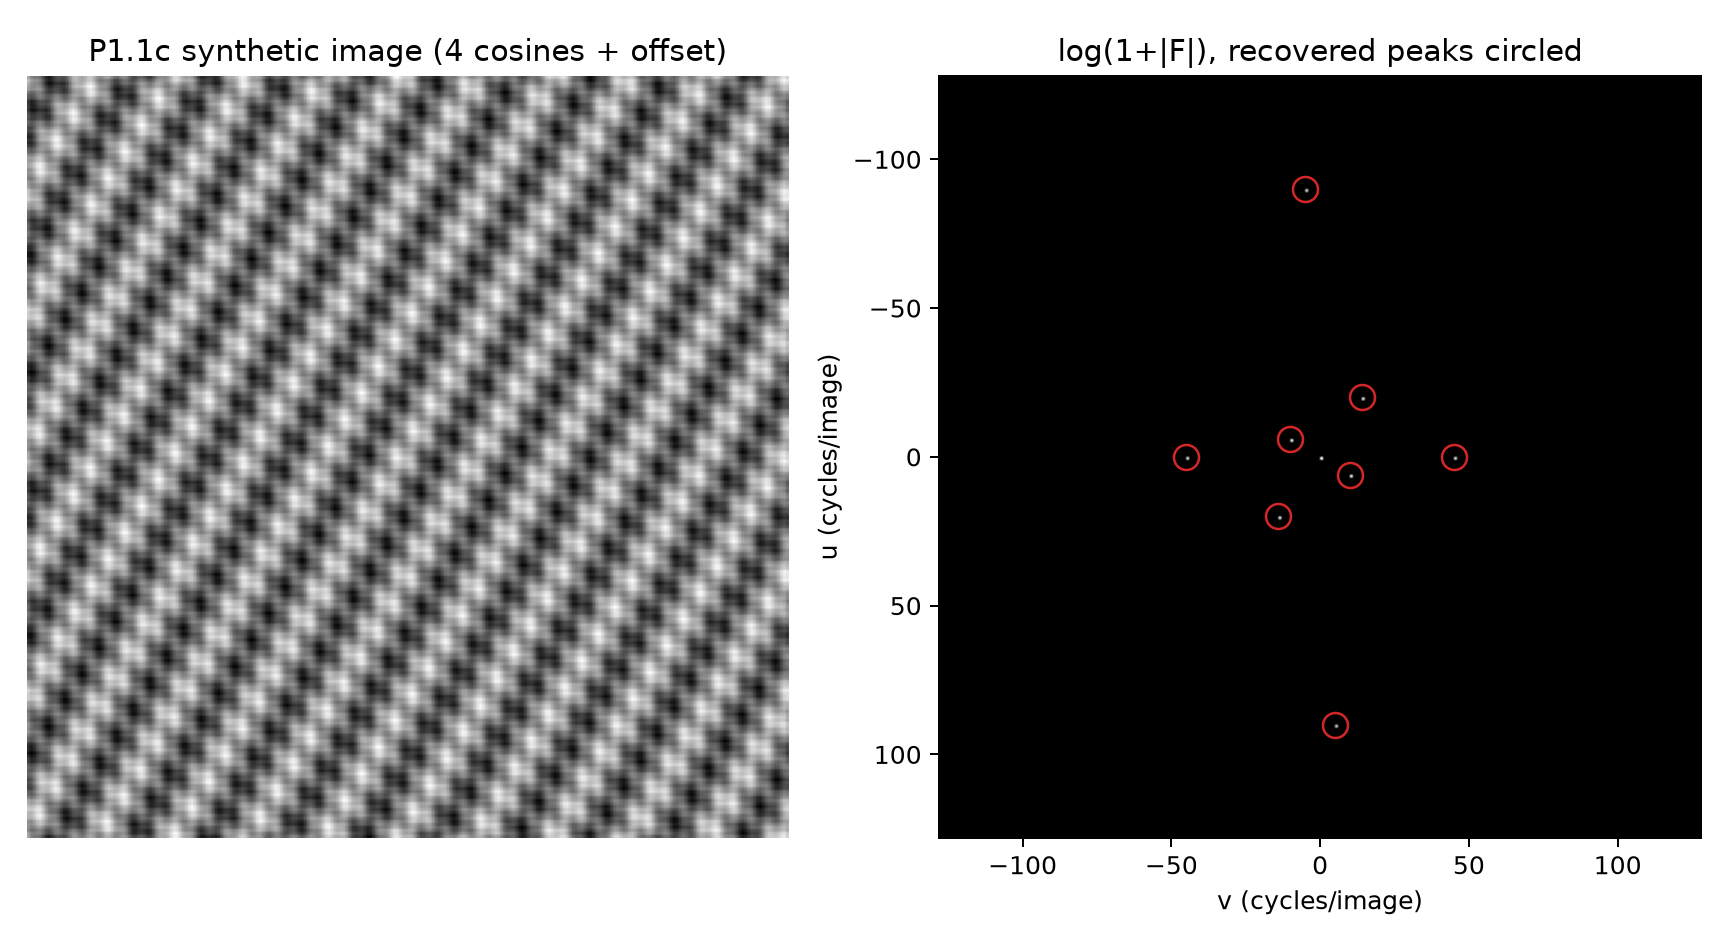 P1.1c synthetic image (4 cosines + offset)
log(1+|F|), recovered peaks circled
u (cycles/image)
−100
−50
0
50
100
−100
−50
0
50
100
v (cycles/image)